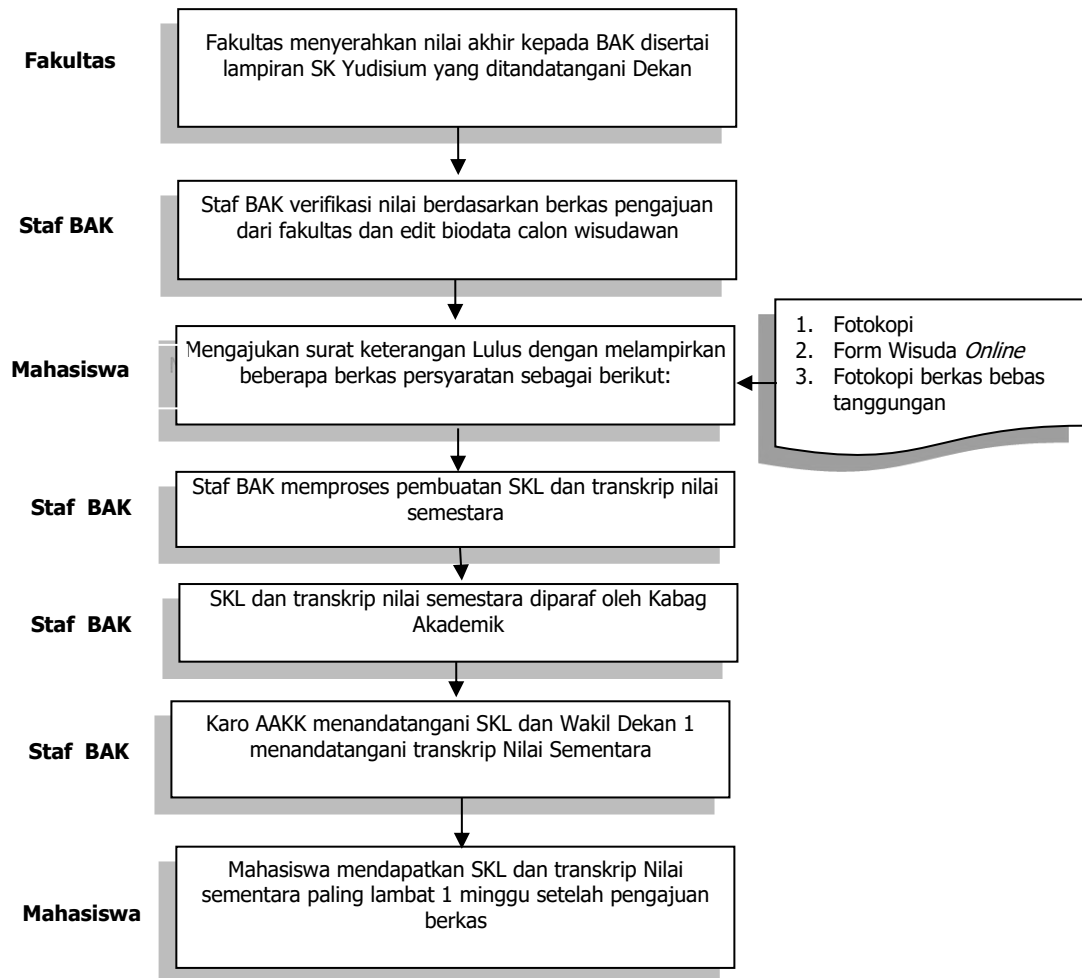 Fakultas
Fakultas menyerahkan nilai akhir kepada BAK disertai
lampiran SK Yudisium yang ditandatangani Dekan
Staf BAK
Staf BAK verifikasi nilai berdasarkan berkas pengajuan
dari fakultas dan edit biodata calon wisudawan
Mahasiswa
Mengajukan surat keterangan Lulus dengan melampirkan
beberapa berkas persyaratan sebagai berikut:
1. Fotokopi
2. Form Wisuda Online
3. Fotokopi berkas bebas
tanggungan
Staf BAK
Staf BAK memproses pembuatan SKL dan transkrip nilai
semestara
Staf BAK
SKL dan transkrip nilai semestara diparaf oleh Kabag
Akademik
Staf BAK
Karo AAKK menandatangani SKL dan Wakil Dekan 1
menandatangani transkrip Nilai Sementara
Mahasiswa
Mahasiswa mendapatkan SKL dan transkrip Nilai
sementara paling lambat 1 minggu setelah pengajuan
berkas